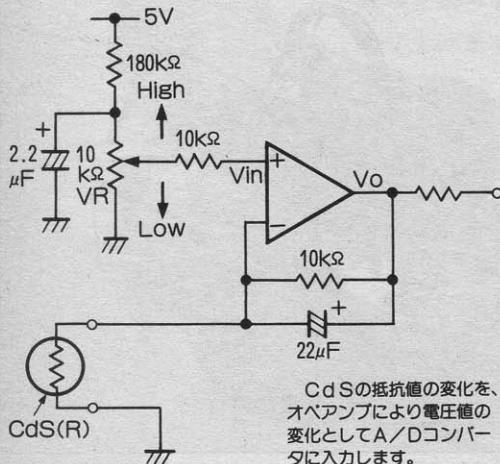 5V
180kΩ
High
10kΩ
2.2
μF
10
kΩ
VR
Low
Vin
Vo
10kΩ
22μF
CdS(R)
CdSの抵抗値の変化を、
オペアンプにより電圧値の
変化としてA/Dコンバー
タに入力します。